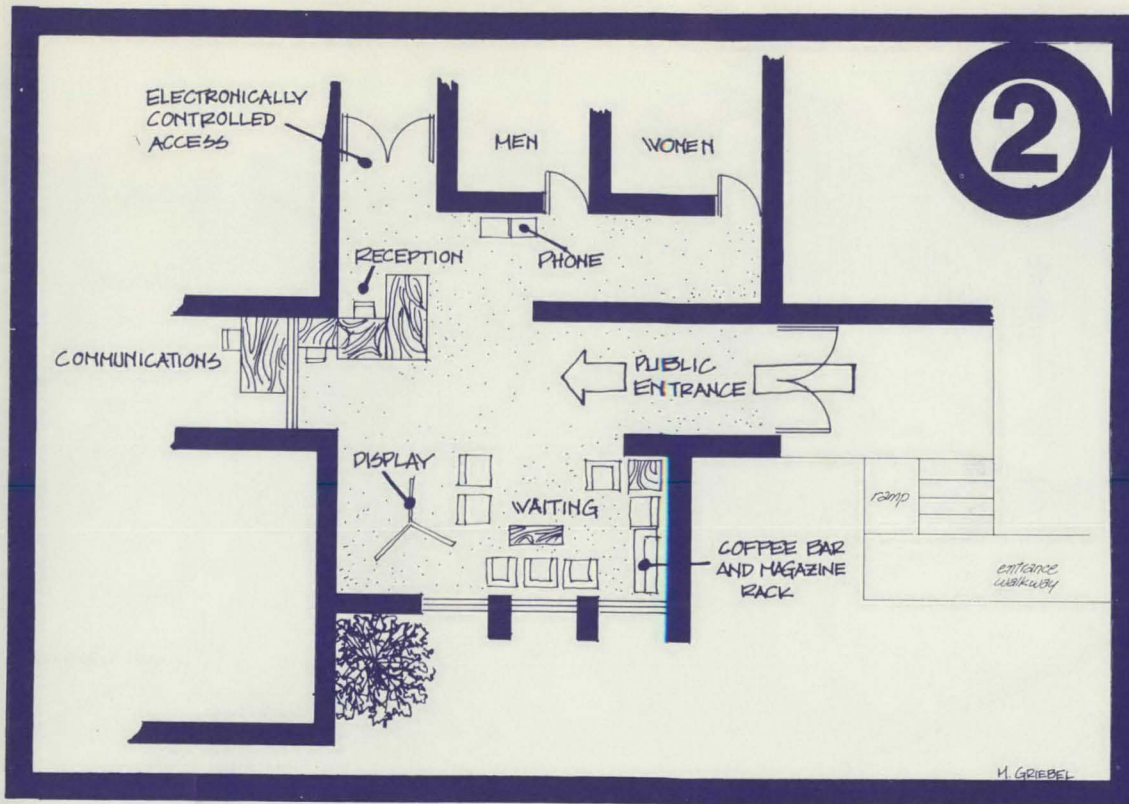 2
ELECTRONICALLY
CONTROLLED
ACCESS
MEN
WOMEN
RECEPTION
PHONE
COMMUNICATIONS
PUBLIC
ENTRANCE
DISPLAY
WAITING
ramp
COFFEE BAR
AND MAGAZINE
RACK
entrance
walkway
M. GRIEBEL